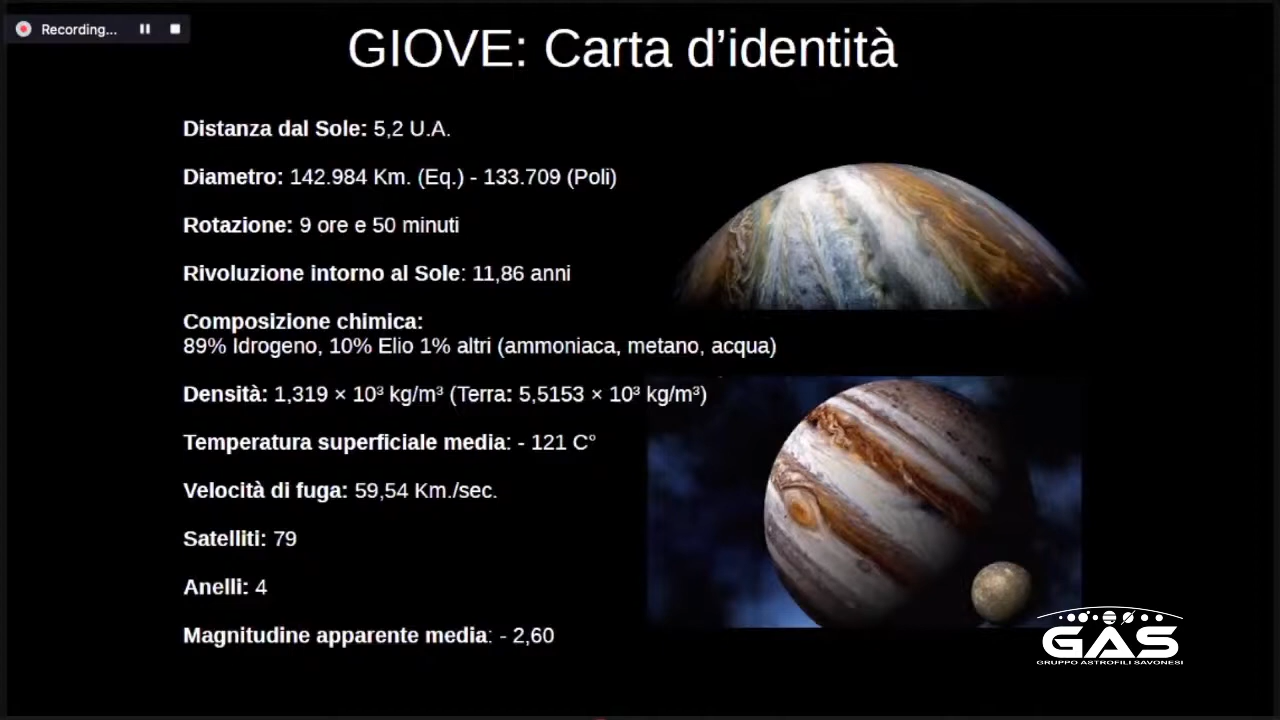 Recording...
GIOVE: Carta d’identità
Distanza dal Sole: 5,2 U.A.
Diametro: 142.984 Km. (Eq.) - 133.709 (Poli)
Rotazione: 9 ore e 50 minuti
Rivoluzione intorno al Sole: 11,86 anni
Composizione chimica:
89% Idrogeno, 10% Elio 1% altri (ammoniaca, metano, acqua)
Densità: 1,319 × 10³ kg/m³ (Terra: 5,5153 × 10³ kg/m³)
Temperatura superficiale media: - 121 C°
Velocità di fuga: 59,54 Km./sec.
Satelliti: 79
Anelli: 4
Magnitudine apparente media: - 2,60
GAS
GRUPPO ASTROFILI SAVONESI